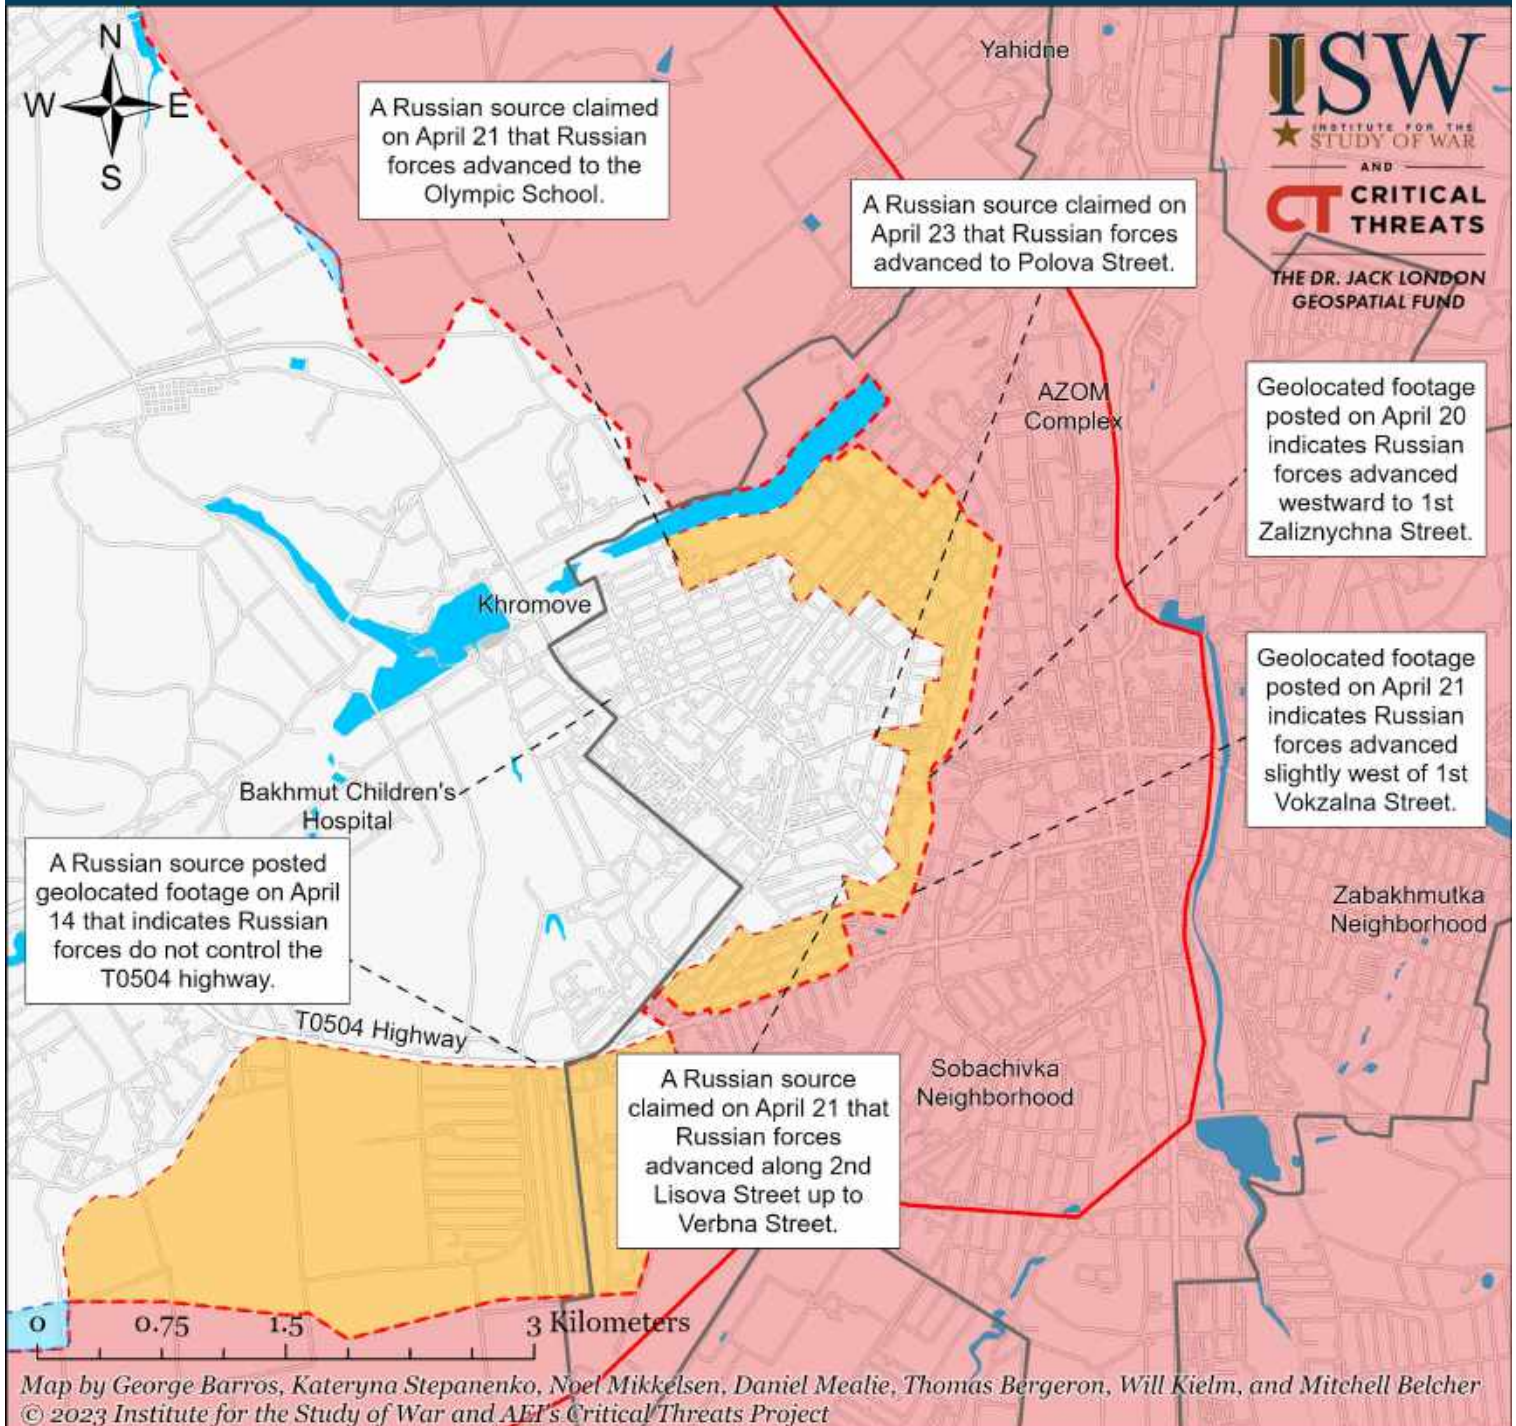 N
W
E
S
Yahidne
ISW
INSTITUTE FOR THE
STUDY OF WAR
AND
CT CRITICAL
THREATS
THE DR. JACK LONDON
GEOSPATIAL FUND
A Russian source claimed
on April 21 that Russian
forces advanced to the
Olympic School.
A Russian source claimed on
April 23 that Russian forces
advanced to Polova Street.
AZOM
Complex
Geolocated footage
posted on April 20
indicates Russian
forces advanced
westward to 1st
Zaliznychna Street.
Khromove
Geolocated footage
posted on April 21
indicates Russian
forces advanced
slightly west of 1st
Vokzalna Street.
Bakhmut Children's
Hospital
A Russian source posted
geolocated footage on April
14 that indicates Russian
forces do not control the
T0504 highway.
Zabakhmutka
Neighborhood
T0504 Highway
A Russian source
claimed on April 21 that
Russian forces
advanced along 2nd
Lisova Street up to
Verbna Street.
Sobachivka
Neighborhood
0 0.75 1.5 3 Kilometers
Map by George Barros, Kateryna Stepanenko, Noel Mikkelsen, Daniel Mealie, Thomas Bergeron, Will Kielm, and Mitchell Belcher
© 2023 Institute for the Study of War and AEI's Critical Threats Project